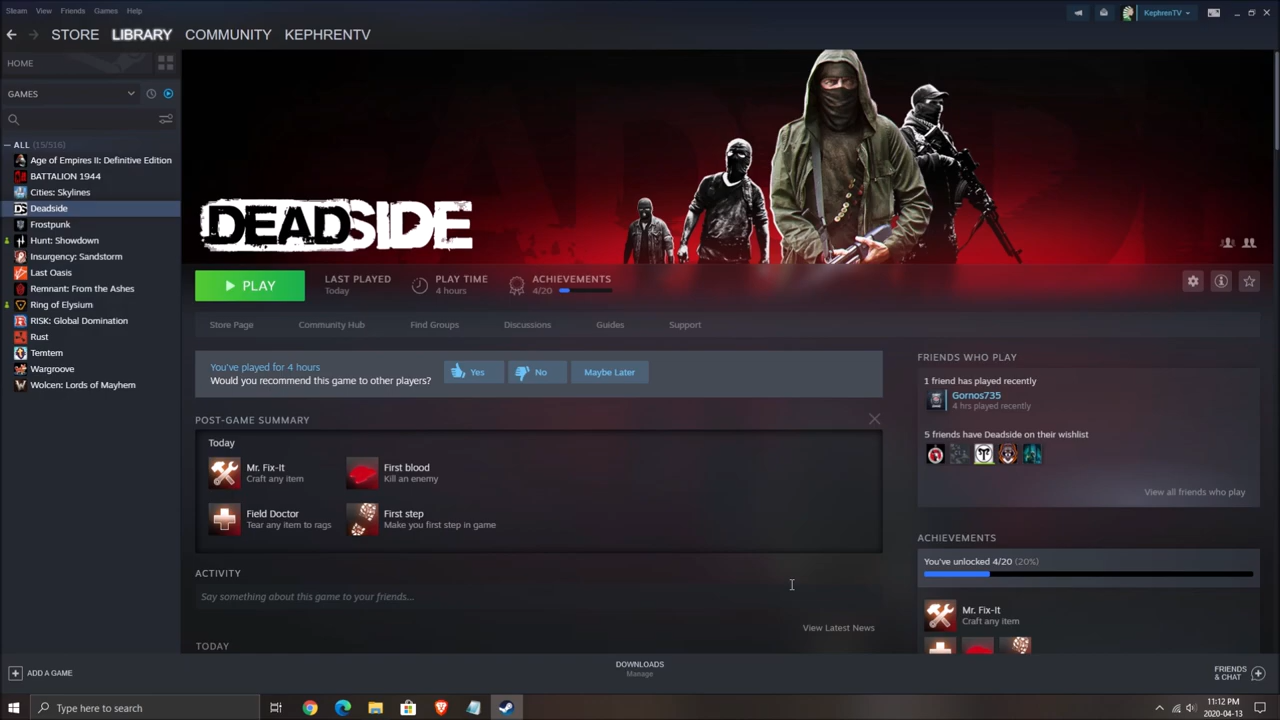 Steam View Friends Games Help
KephrenTV
STORE LIBRARY COMMUNITY KEPHRENTV
HOME
GAMES
ALL (15/516)
Age of Empires II: Definitive Edition
BATTALION 1944
Cities: Skylines
Deadside
Frostpunk
Hunt: Showdown
Insurgency: Sandstorm
Last Oasis
Remnant: From the Ashes
Ring of Elysium
RISK: Global Domination
Rust
Temtem
Wargroove
Wolcen: Lords of Mayhem
DEADSIDE
PLAY
LAST PLAYED
Today
PLAY TIME
4 hours
ACHIEVEMENTS
4/20
Store Page Community Hub Find Groups Discussions Guides Support
You've played for 4 hours
Would you recommend this game to other players?
Yes No Maybe Later
POST-GAME SUMMARY
Today
Mr. Fix-It
Craft any item
First blood
Kill an enemy
Field Doctor
Tear any item to rags
First step
Make you first step in game
ACTIVITY
Say something about this game to your friends...
View Latest News
TODAY
FRIENDS WHO PLAY
1 friend has played recently
Gornos735
4 hrs played recently
5 friends have Deadside on their wishlist
View all friends who play
ACHIEVEMENTS
You've unlocked 4/20 (20%)
Mr. Fix-It
Craft any item
ADD A GAME
DOWNLOADS
Manage
FRIENDS
& CHAT
Type here to search
11:12 PM
2020-04-13